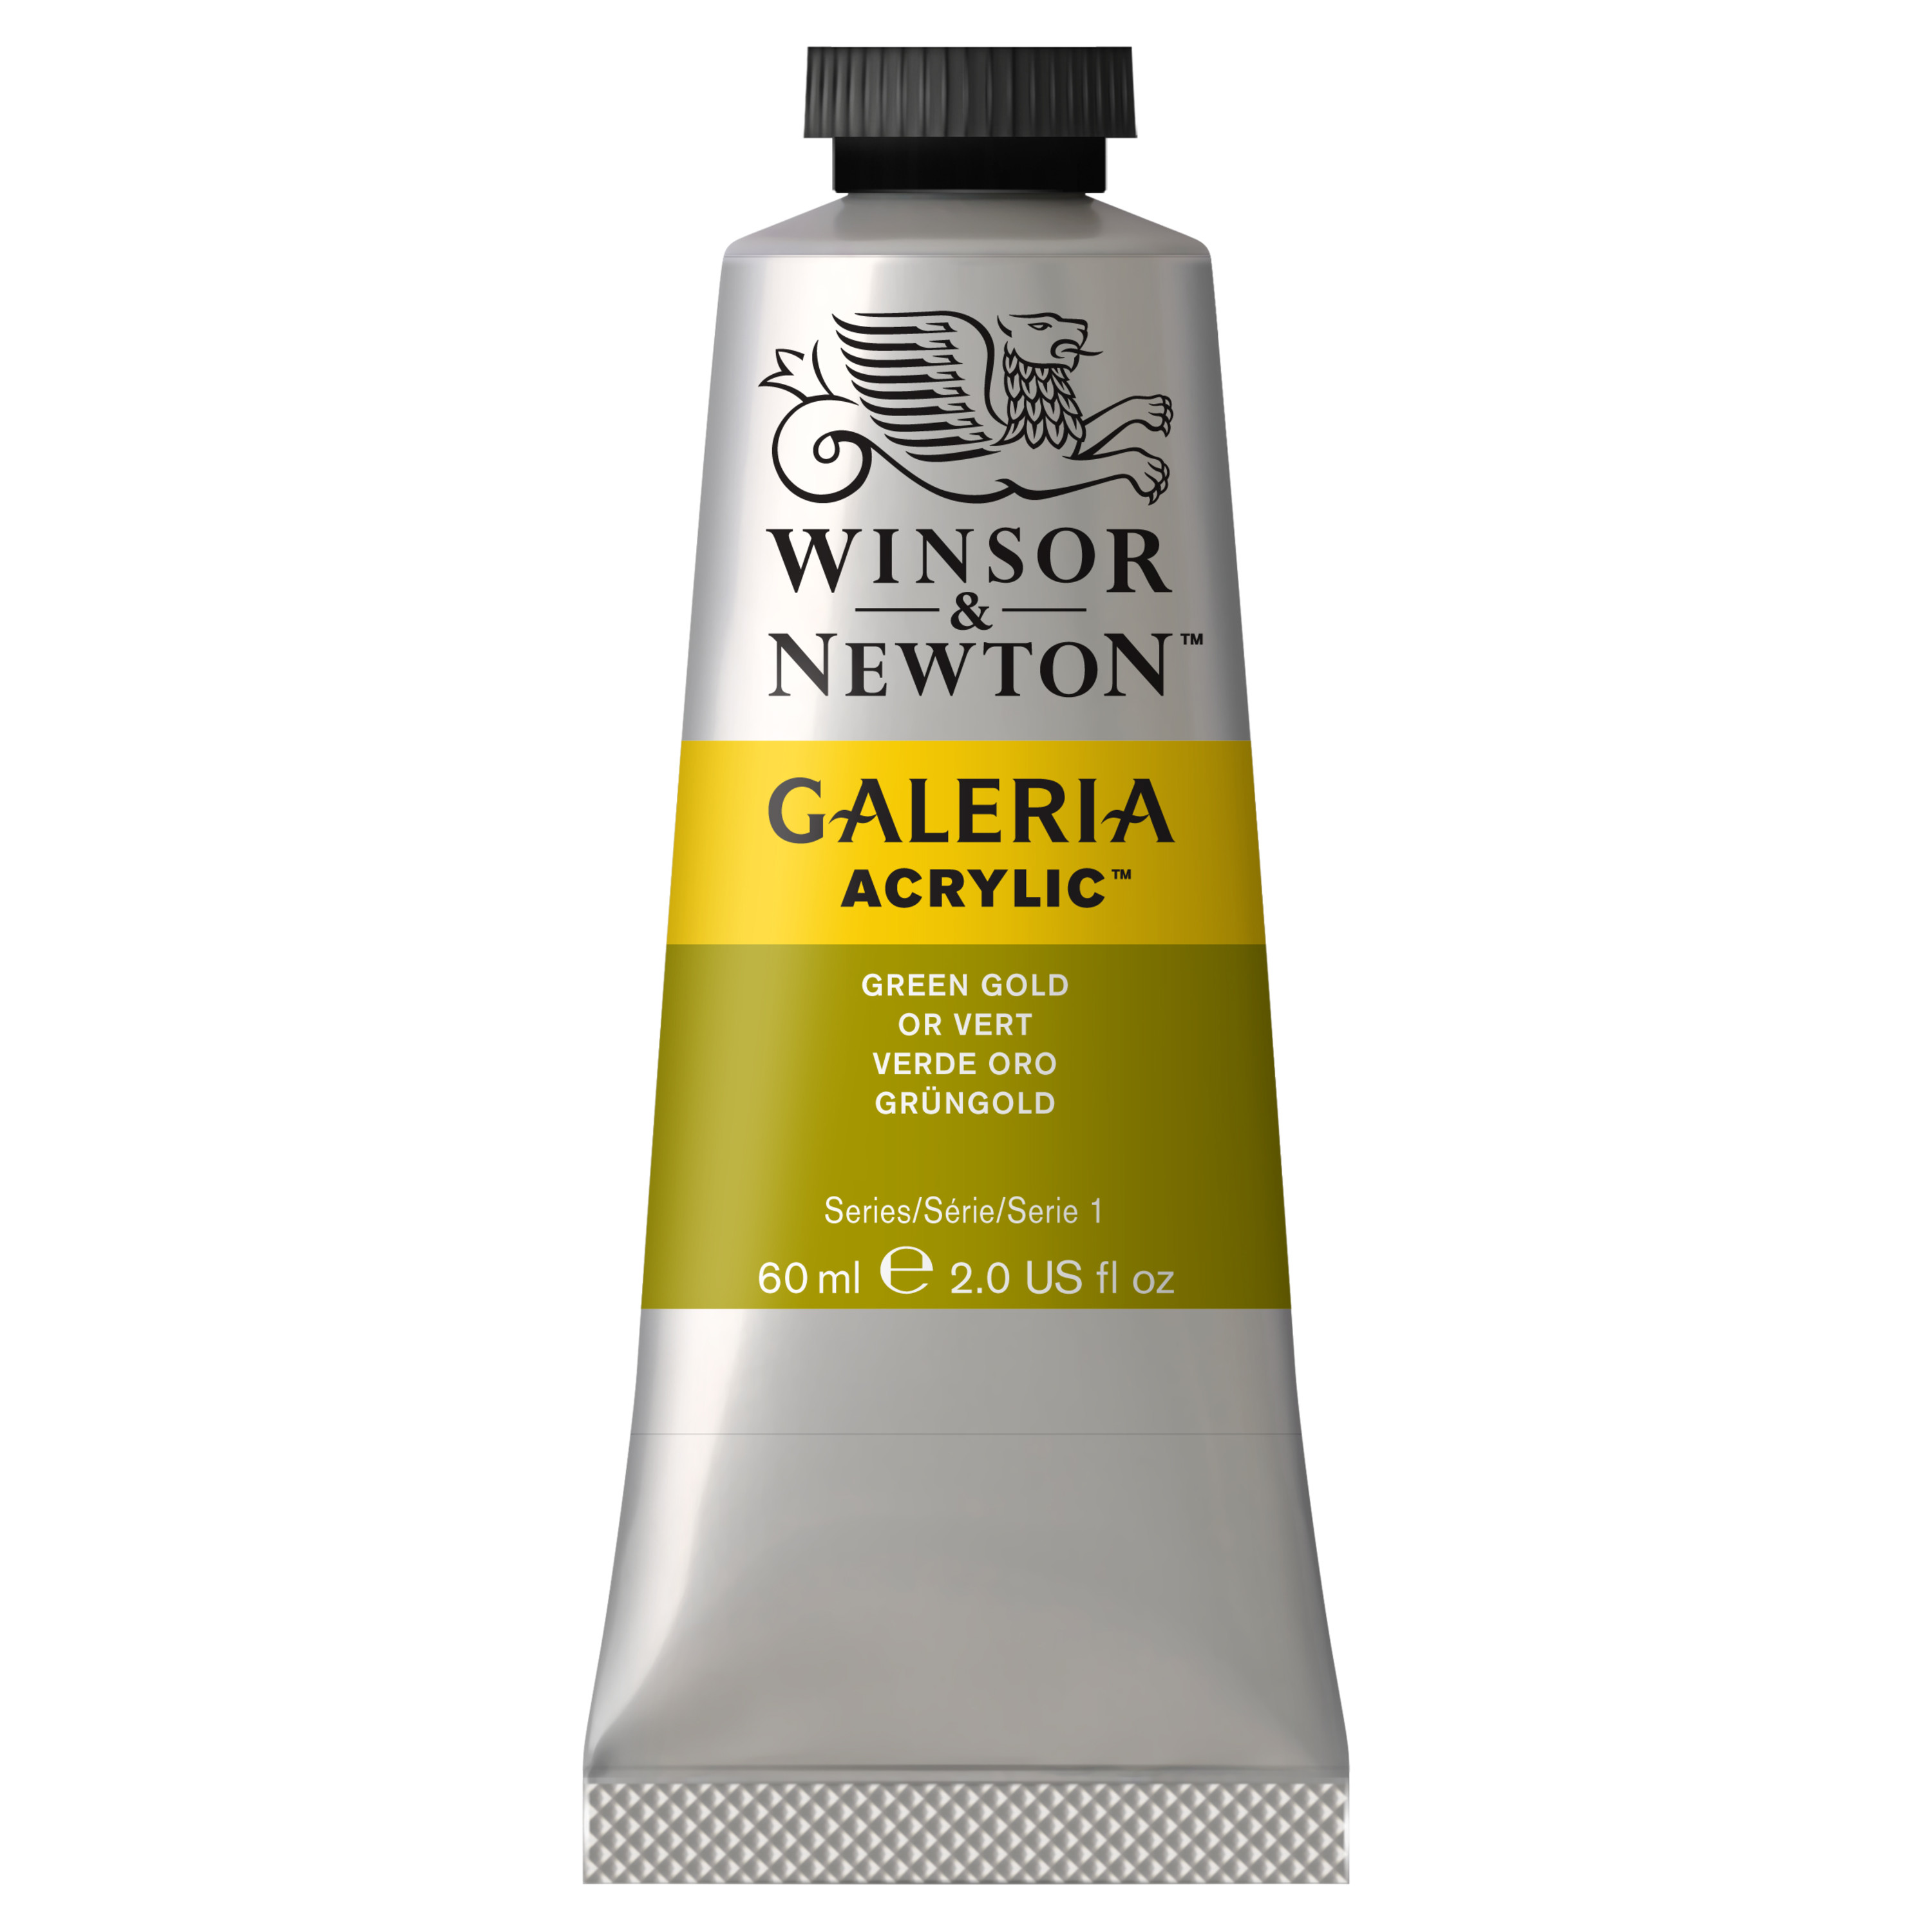 WINSOR
&
NEWTON™
GALERIA
ACRYLIC™
GREEN GOLD
OR VERT
VERDE ORO
GRÜNGOLD
Series/Série/Serie 1
60 ml ℮ 2.0 US fl oz